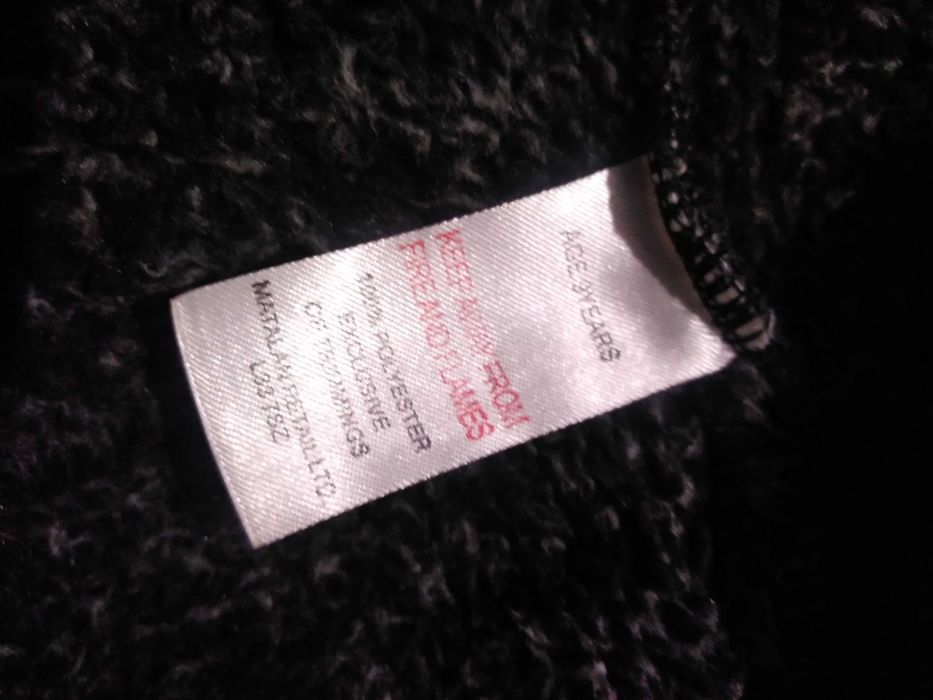 AGE 9YEARS
KEEP AWAY FROM
FIRE AND FLAMES
100% POLYESTER
EXCLUSIVE
OF TRIMMINGS
MATALAN RETAIL LTD
L33 7SZ